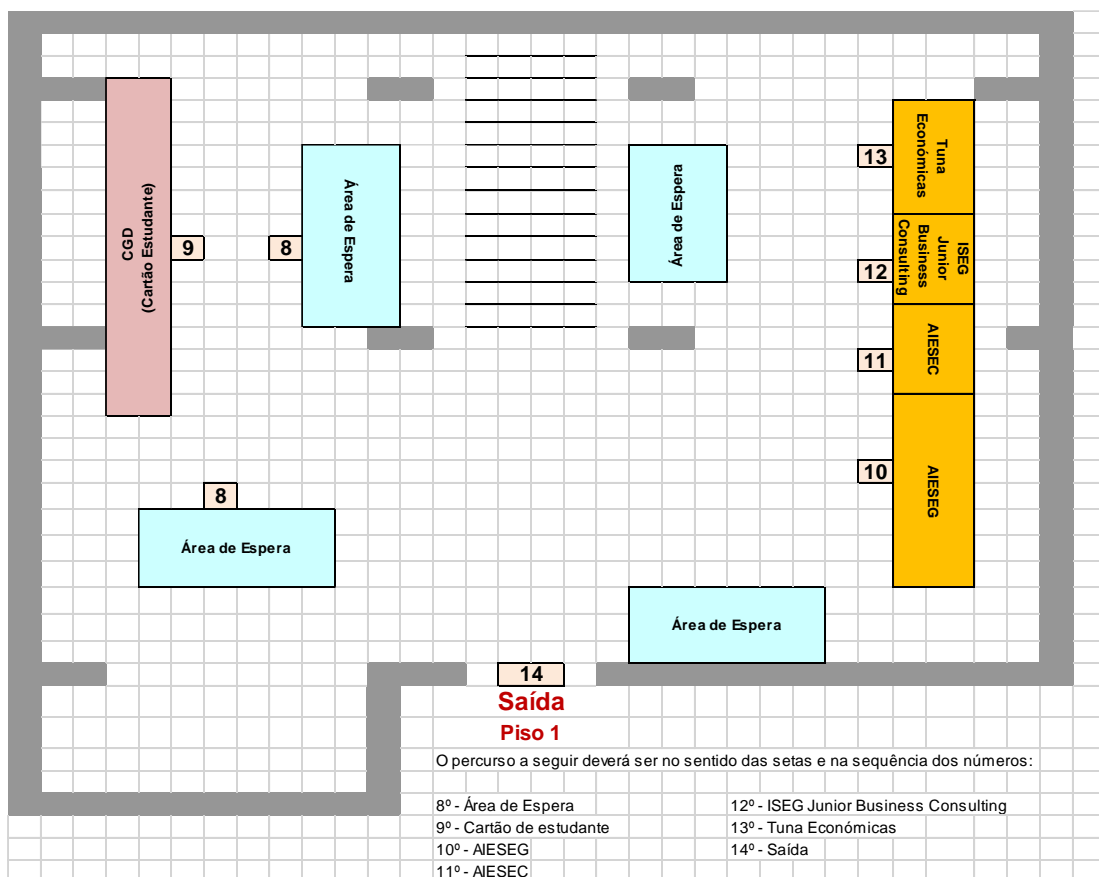 Tuna
Económicas
13
Área de Espera
Área de Espera
CGD
(Cartão Estudante)
9
8
ISEG
Junior
Business
Consulting
12
AIESEC
11
10
AIESEG
8
Área de Espera
Área de Espera
14
Saída
Piso 1
O percurso a seguir deverá ser no sentido das setas e na sequência dos números:
8º - Área de Espera
9º - Cartão de estudante
10º - AIESEG
11º - AIESEC
12º - ISEG Junior Business Consulting
13º - Tuna Económicas
14º - Saída